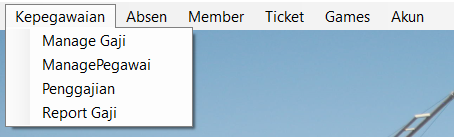 Kepegawaian Absen Member Ticket Games Akun
Manage Gaji
ManagePegawai
Penggajian
Report Gaji